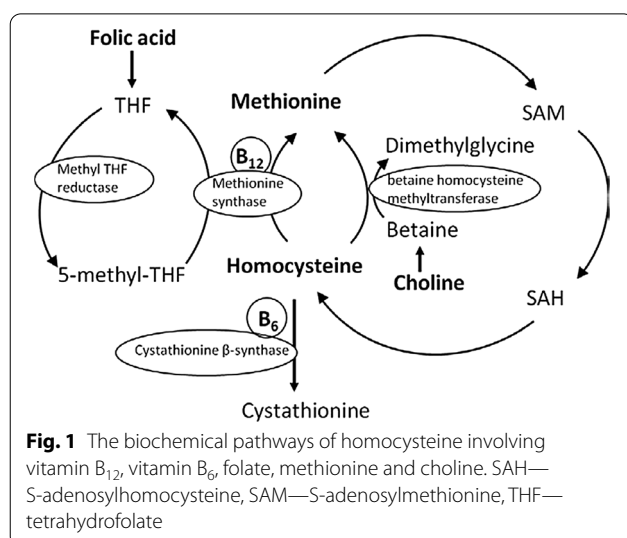 Folic acid
THF
Methionine
SAM
Dimethylglycine
Methyl THF
reductase
B12
Methionine
synthase
betaine homocysteine
methyltransferase
Betaine
5-methyl-THF
Homocysteine
Choline
SAH
B6
Cystathionine β-synthase
Cystathionine
Fig. 1 The biochemical pathways of homocysteine involving
vitamin B12, vitamin B6, folate, methionine and choline. SAH—
S-adenosylhomocysteine, SAM—S-adenosylmethionine, THF—
tetrahydrofolate